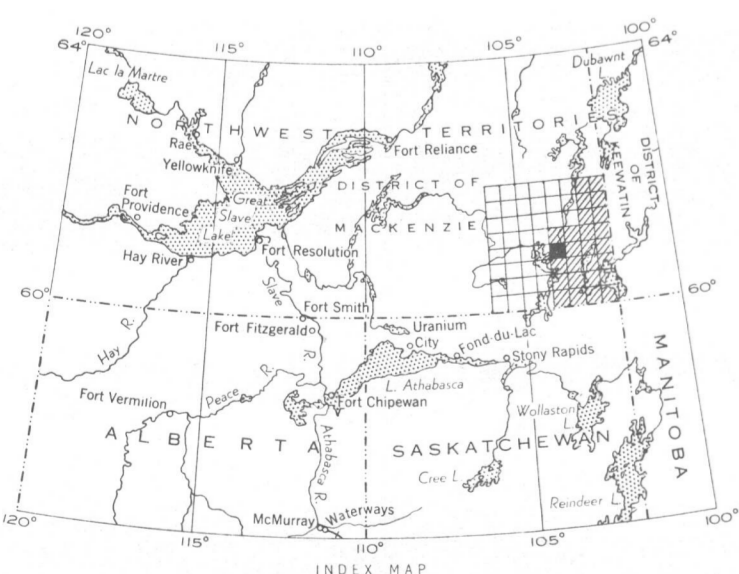 120°
115°
110°
105°
100°
64°
64°
Lac la Martre
Dubawnt
L.
NORTHWEST TERRITORIES
Rae
Fort Reliance
Yellowknife
DISTRICT OF
MACKENZIE
DISTRICT
OF
KEEWATIN
Fort
Providence
Great
Slave
Lake
Hay River
Fort Resolution
Slave
R.
60°
60°
Fort Smith
Fort Fitzgerald
Uranium
City
Fond-du-Lac
Stony Rapids
Hay
R.
L. Athabasca
Fort Vermilion
Peace
R.
Fort Chipewan
Wollaston
L.
ALBERTA
SASKATCHEWAN
MANITOBA
Athabasca R.
Cree L.
Reindeer L.
McMurray
Waterways
120°
115°
110°
105°
100°
INDEX MAP